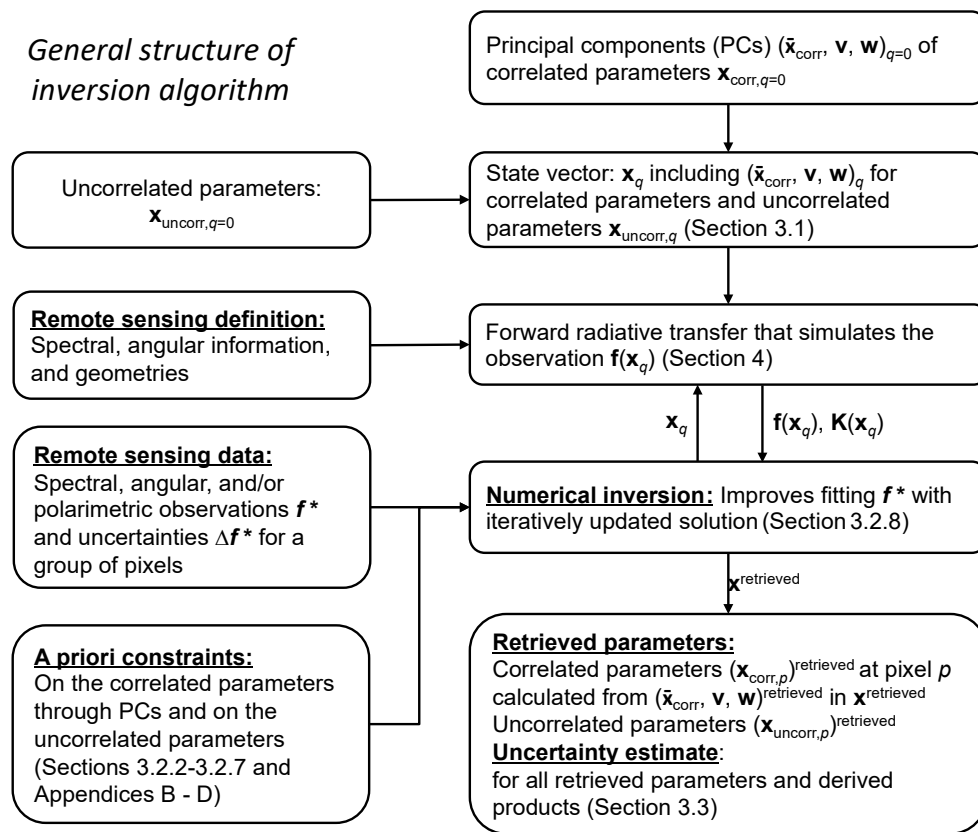 General structure of
inversion algorithm
Principal components (PCs) (x̄corr, v, w)q=0 of
correlated parameters xcorr,q=0
Uncorrelated parameters:
xuncorr,q=0
State vector: xq including (x̄corr, v, w)q for
correlated parameters and uncorrelated
parameters xuncorr,q (Section 3.1)
Remote sensing definition:
Spectral, angular information,
and geometries
Forward radiative transfer that simulates the
observation f(xq) (Section 4)
xq
f(xq), K(xq)
Remote sensing data:
Spectral, angular, and/or
polarimetric observations f*
and uncertainties Δf* for a
group of pixels
Numerical inversion: Improves fitting f* with
iteratively updated solution (Section 3.2.8)
xretrieved
A priori constraints:
On the correlated parameters
through PCs and on the
uncorrelated parameters
(Sections 3.2.2-3.2.7 and
Appendices B - D)
Retrieved parameters:
Correlated parameters (xcorr,p)retrieved at pixel p
calculated from (x̄corr, v, w)retrieved in xretrieved
Uncorrelated parameters (xuncorr,p)retrieved
Uncertainty estimate:
for all retrieved parameters and derived
products (Section 3.3)